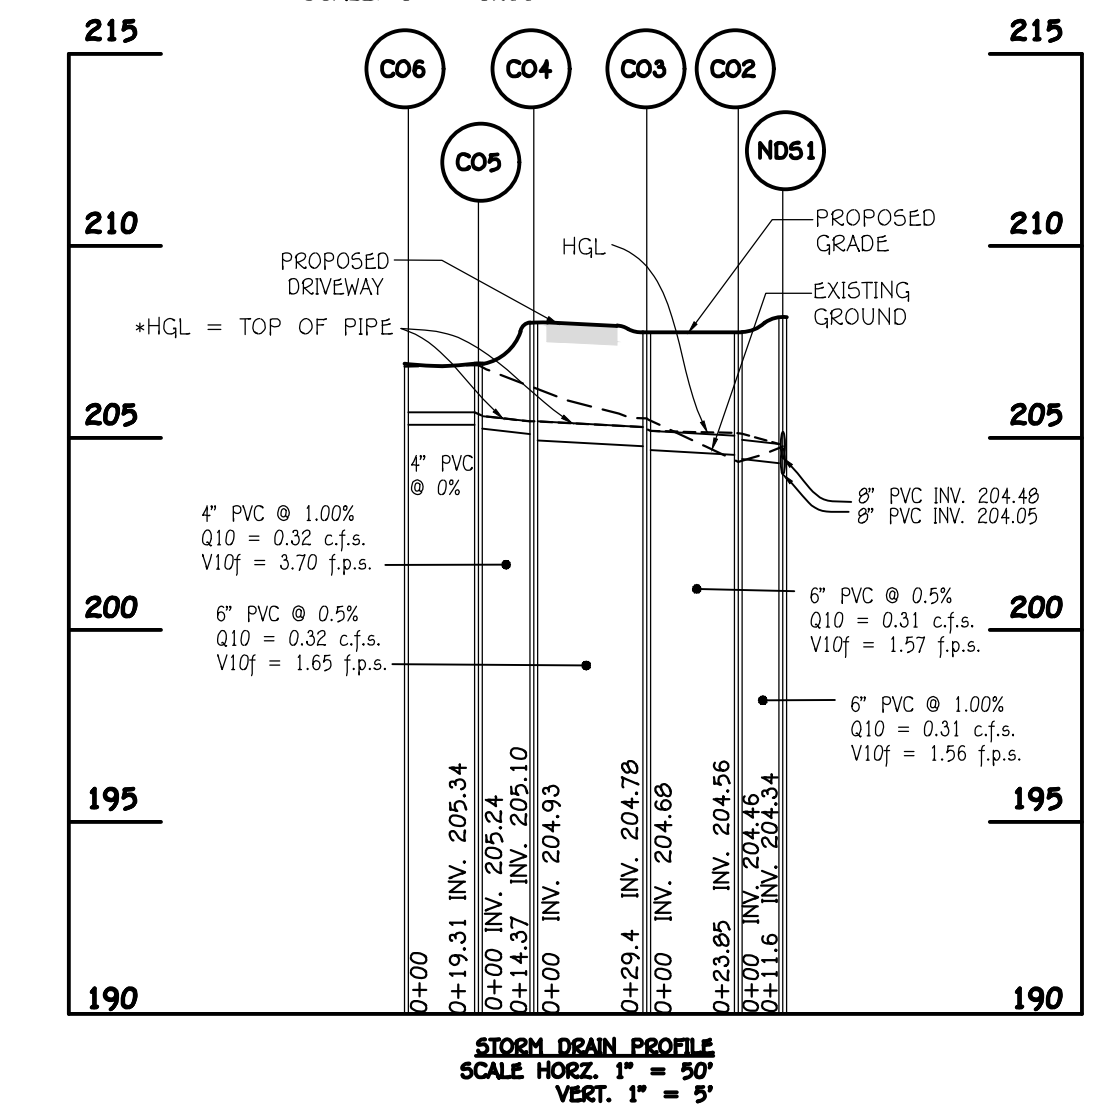 215
215
CO6
CO4
CO3
CO2
CO5
NDS1
210
210
PROPOSED
GRADE
HGL
PROPOSED
DRIVEWAY
EXISTING
GROUND
*HGL = TOP OF PIPE
205
205
4" PVC
@ 0%
8" PVC INV. 204.48
8" PVC INV. 204.05
4" PVC @ 1.00%
Q10 = 0.32 c.f.s.
V10f = 3.70 f.p.s.
6" PVC @ 0.5%
Q10 = 0.31 c.f.s.
V10f = 1.57 f.p.s.
200
200
6" PVC @ 0.5%
Q10 = 0.32 c.f.s.
V10f = 1.65 f.p.s.
6" PVC @ 1.00%
Q10 = 0.31 c.f.s.
V10f = 1.56 f.p.s.
195
195
0+00
0+19.31 INV. 205.34
0+00 INV. 205.24
0+14.37 INV. 205.10
0+00 INV. 204.93
0+29.4 INV. 204.78
0+00 INV. 204.68
0+23.85 INV. 204.56
0+00 INV. 204.46
0+11.6 INV. 204.34
190
190
STORM DRAIN PROFILE
SCALE HORZ. 1" = 50'
VERT. 1" = 5'